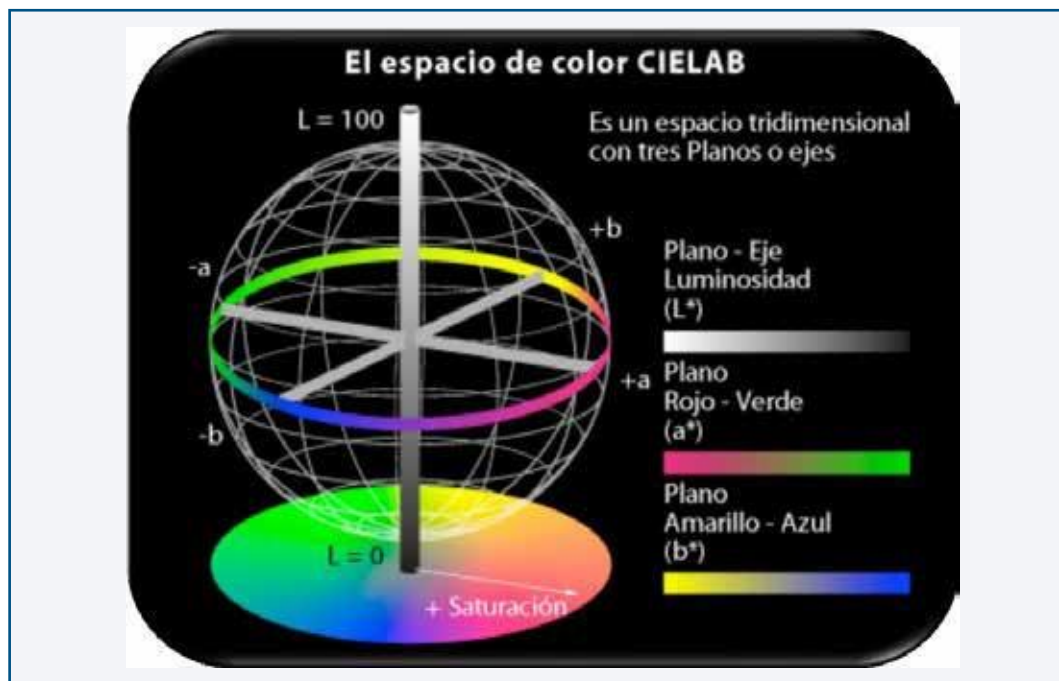 El espacio de color CIELAB
L = 100
Es un espacio tridimensional
con tres Planos o ejes
+b
-a
Plano - Eje
Luminosidad
(L*)
+a
Plano
Rojo - Verde
(a*)
-b
Plano
Amarillo - Azul
(b*)
L = 0
+ Saturación